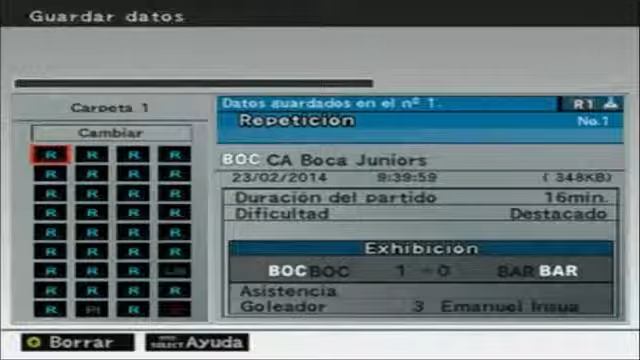 Guardar datos
Carpeta 1
Cambiar
R R R R
R R R R
R R R R
R R R R
R R R R
R R R R
R R R
R R R R
R
Datos guardados en el nº 1.
R1
Repetición
No.1
BOC CA Boca Juniors
23/02/2014 9:39:59 ( 348KB)
Duración del partido 16min.
Dificultad Destacado
Exhibición
BOC BOC 1 - 0 BAR BAR
Asistencia
Goleador 3 Emanuel Insua
Borrar
SELECT Ayuda